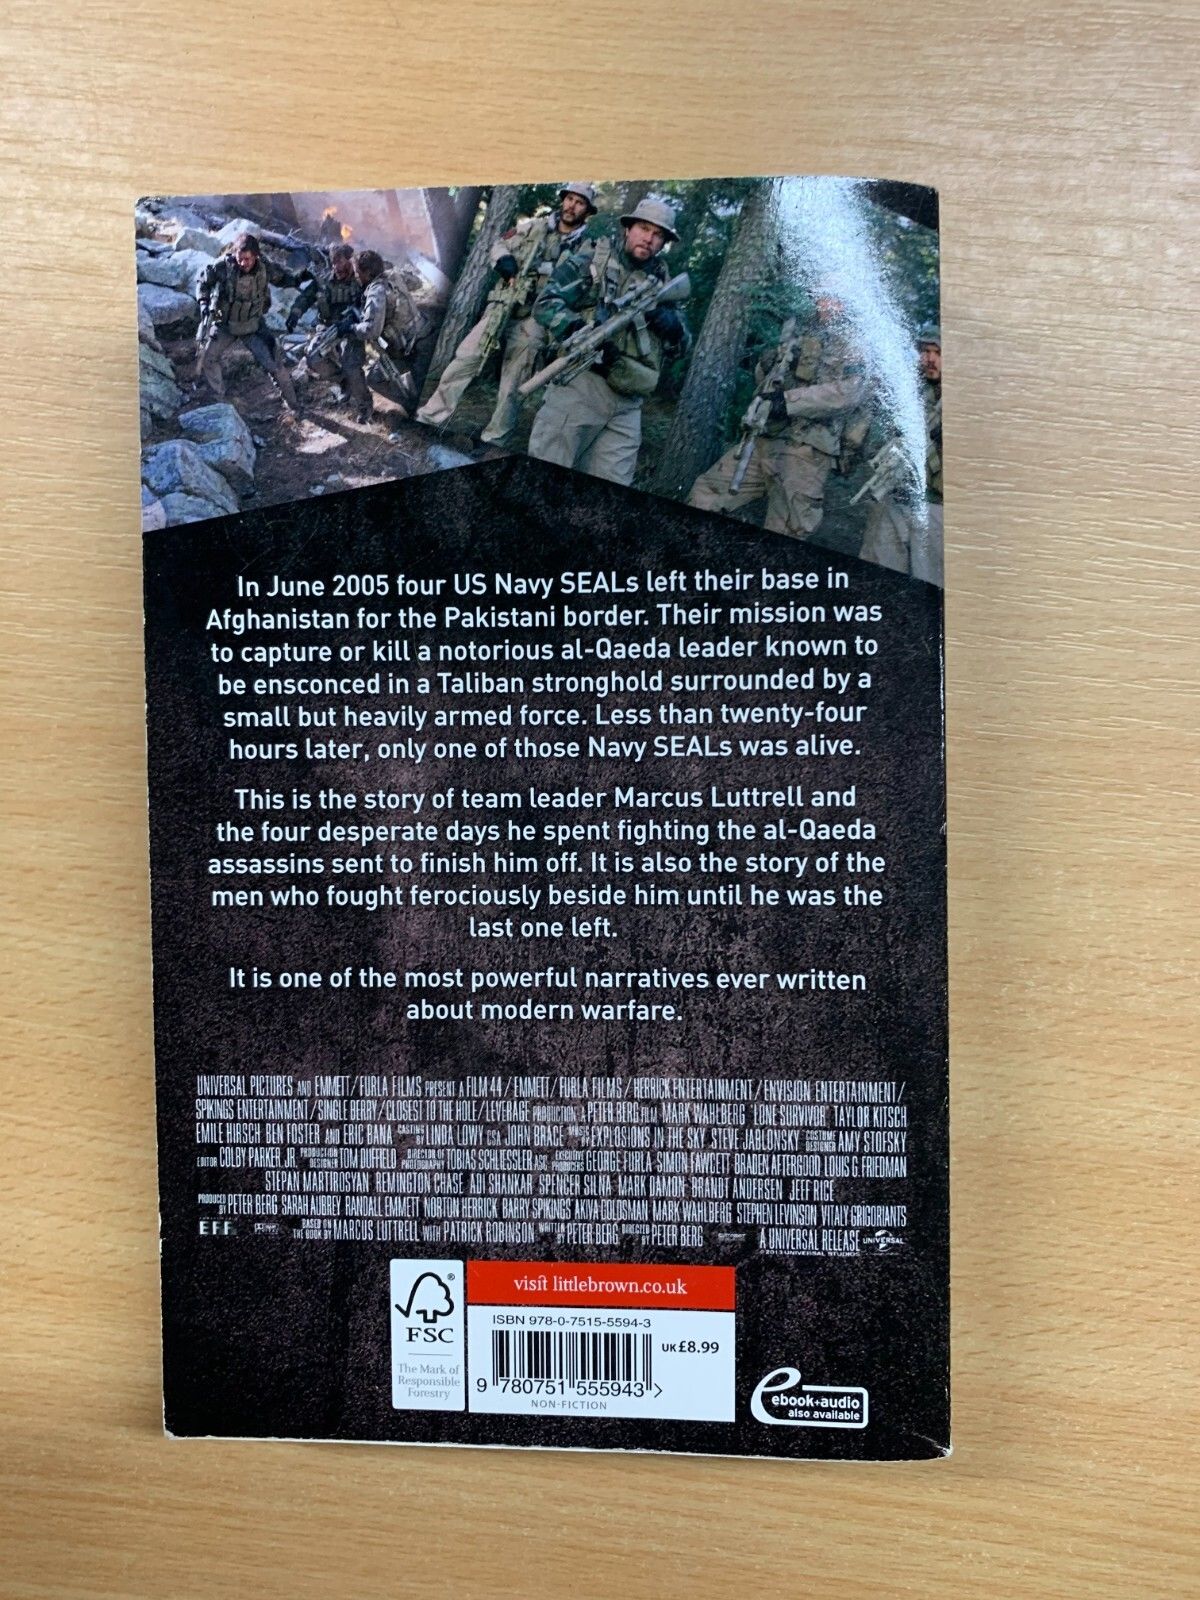 In June 2005 four US Navy SEALs left their base in
Afghanistan for the Pakistani border. Their mission was
to capture or kill a notorious al-Qaeda leader known to
be ensconced in a Taliban stronghold surrounded by a
small but heavily armed force. Less than twenty-four
hours later, only one of those Navy SEALs was alive.
This is the story of team leader Marcus Luttrell and
the four desperate days he spent fighting the al-Qaeda
assassins sent to finish him off. It is also the story of the
men who fought ferociously beside him until he was the
last one left.
It is one of the most powerful narratives ever written
about modern warfare.
UNIVERSAL PICTURES AND EMMETT/FURLA FILMS PRESENT A FILM 44/EMMETT/FURLA FILMS/HERRICK ENTERTAINMENT/ENVISION ENTERTAINMENT/
SPIKINGS ENTERTAINMENT/SINGLE BERRY/CLOSEST TO THE HOLE/LEVERAGE PRODUCTION A PETER BERG FILM MARK WAHLBERG "LONE SURVIVOR" TAYLOR KITSCH
EMILE HIRSCH BEN FOSTER AND ERIC BANA CASTING BY LINDA LOWY CSA JOHN BRACE MUSIC BY EXPLOSIONS IN THE SKY STEVE JABLONSKY COSTUME DESIGNER AMY STOFSKY
EDITOR COLBY PARKER, JR. PRODUCTION DESIGNER TOM DUFFIELD DIRECTOR OF PHOTOGRAPHY TOBIAS SCHLIESSLER ASC EXECUTIVE PRODUCERS GEORGE FURLA SIMON FAWCETT BRADEN AFTERGOOD LOUIS G. FRIEDMAN
STEPAN MARTIROSYAN REMINGTON CHASE ADI SHANKAR SPENCER SILNA MARK DAMON BRANDT ANDERSEN JEFF RICE
PRODUCED BY PETER BERG SARAH AUBREY RANDALL EMMETT NORTON HERRICK BARRY SPIKINGS AKIVA GOLDSMAN MARK WAHLBERG STEPHEN LEVINSON VITALY GRIGORIANTS
EFF BASED ON THE BOOK BY MARCUS LUTTRELL WITH PATRICK ROBINSON WRITTEN BY PETER BERG DIRECTED BY PETER BERG A UNIVERSAL RELEASE UNIVERSAL
© 2013 UNIVERSAL STUDIOS
FSC
®
The Mark of
Responsible
Forestry
visit littlebrown.co.uk
ISBN 978-0-7515-5594-3
UK £8.99
9 780751 555943 >
NON-FICTION
ebook+audio
also available